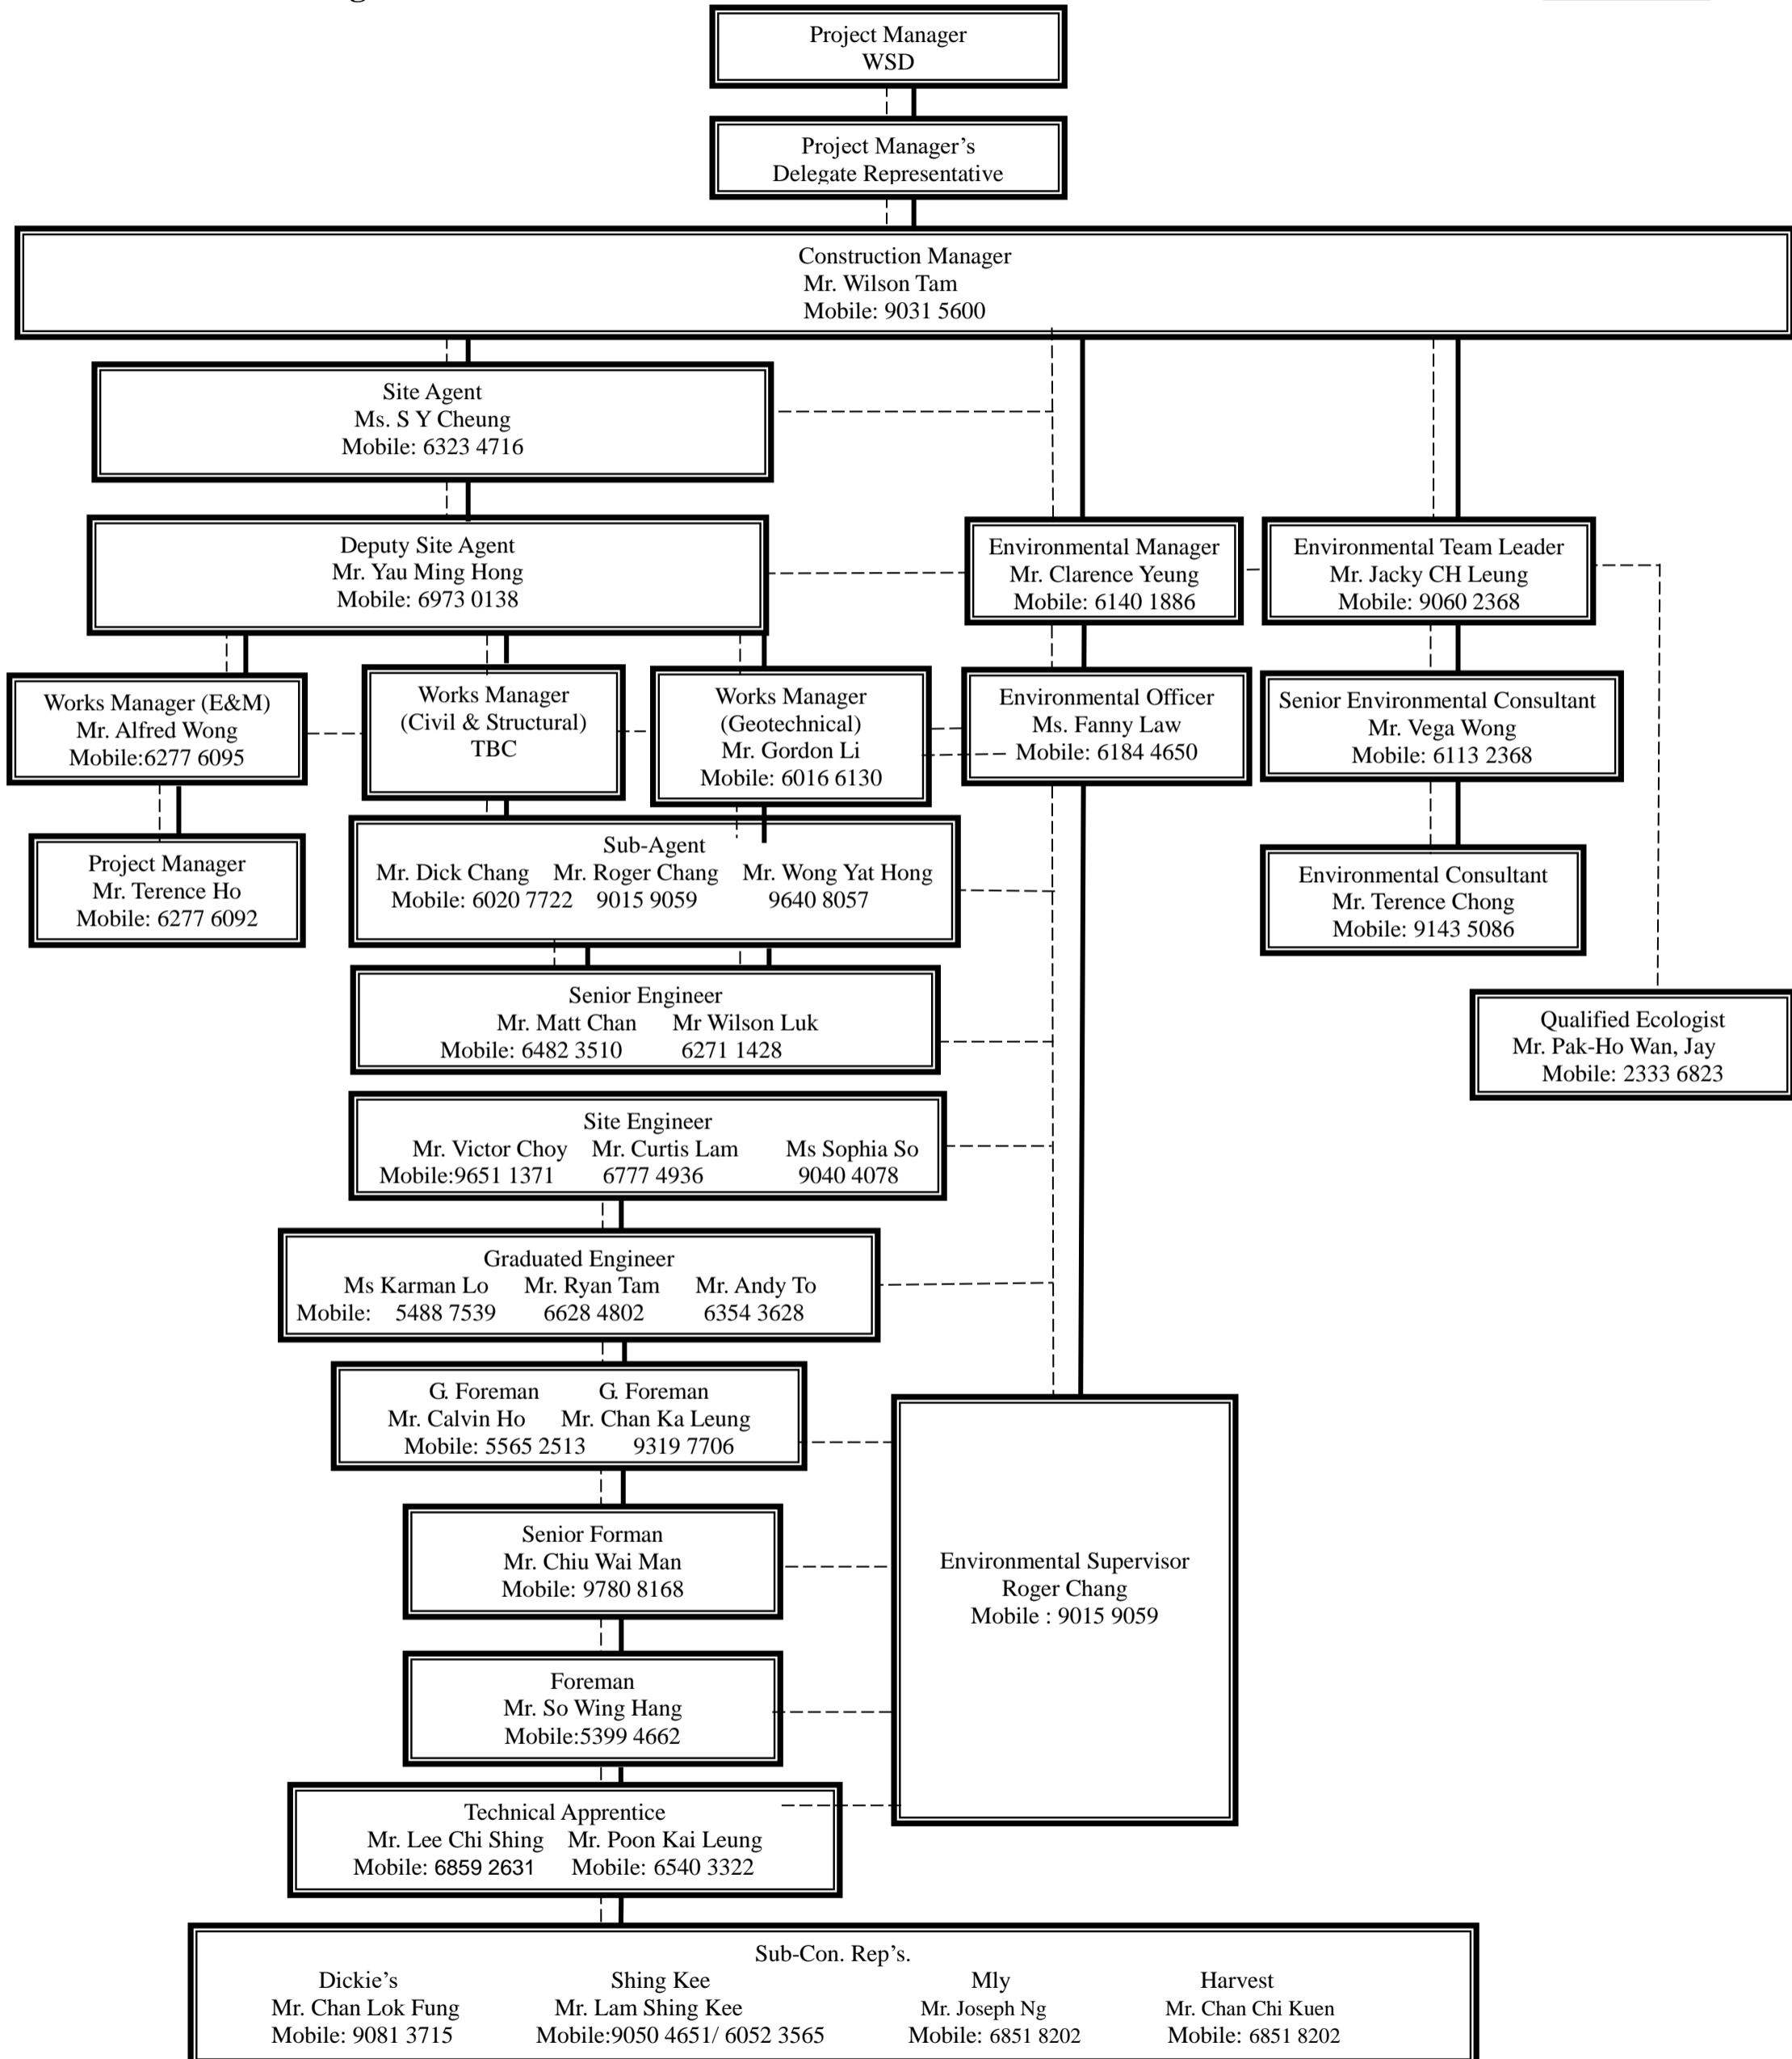 Project Manager
WSD
Project Manager’s
Delegate Representative
Construction Manager
Mr. Wilson Tam
Mobile: 9031 5600
Site Agent
Ms. S Y Cheung
Mobile: 6323 4716
Deputy Site Agent
Mr. Yau Ming Hong
Mobile: 6973 0138
Environmental Manager
Mr. Clarence Yeung
Mobile: 6140 1886
Environmental Team Leader
Mr. Jacky CH Leung
Mobile: 9060 2368
Works Manager (E&M)
Mr. Alfred Wong
Mobile:6277 6095
Works Manager
(Civil & Structural)
TBC
Works Manager
(Geotechnical)
Mr. Gordon Li
Mobile: 6016 6130
Environmental Officer
Ms. Fanny Law
Mobile: 6184 4650
Senior Environmental Consultant
Mr. Vega Wong
Mobile: 6113 2368
Project Manager
Mr. Terence Ho
Mobile: 6277 6092
Sub-Agent
Mr. Dick Chang Mr. Roger Chang Mr. Wong Yat Hong
Mobile: 6020 7722 9015 9059 9640 8057
Environmental Consultant
Mr. Terence Chong
Mobile: 9143 5086
Senior Engineer
Mr. Matt Chan Mr Wilson Luk
Mobile: 6482 3510 6271 1428
Qualified Ecologist
Mr. Pak-Ho Wan, Jay
Mobile: 2333 6823
Site Engineer
Mr. Victor Choy Mr. Curtis Lam Ms Sophia So
Mobile:9651 1371 6777 4936 9040 4078
Graduated Engineer
Ms Karman Lo Mr. Ryan Tam Mr. Andy To
Mobile: 5488 7539 6628 4802 6354 3628
G. Foreman G. Foreman
Mr. Calvin Ho Mr. Chan Ka Leung
Mobile: 5565 2513 9319 7706
Senior Forman
Mr. Chiu Wai Man
Mobile: 9780 8168
Environmental Supervisor
Roger Chang
Mobile : 9015 9059
Foreman
Mr. So Wing Hang
Mobile:5399 4662
Technical Apprentice
Mr. Lee Chi Shing Mr. Poon Kai Leung
Mobile: 6859 2631 Mobile: 6540 3322
Sub-Con. Rep’s.
Dickie’s Shing Kee Mly Harvest
Mr. Chan Lok Fung Mr. Lam Shing Kee Mr. Joseph Ng Mr. Chan Chi Kuen
Mobile: 9081 3715 Mobile:9050 4651/ 6052 3565 Mobile: 6851 8202 Mobile: 6851 8202